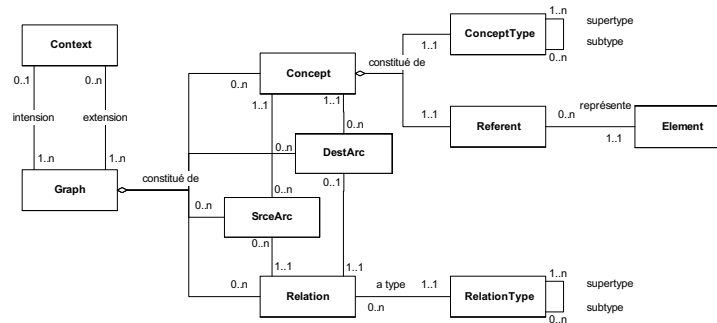 1..n
Context
ConceptType
supertype
1..1
constitué de
subtype
0..1
0..n
0..n
Concept
0..n
1..1
1..1
intension
extension
0..n
1..1
0..n
représente
Referent
Element
0..n
DestArc
1..1
1..n
1..n
constitué de
Graph
0..1
0..n
0..n
SrceArc
0..n
1..1
1..1
1..n
0..n
a type
1..1
supertype
Relation
RelationType
0..n
subtype
0..n